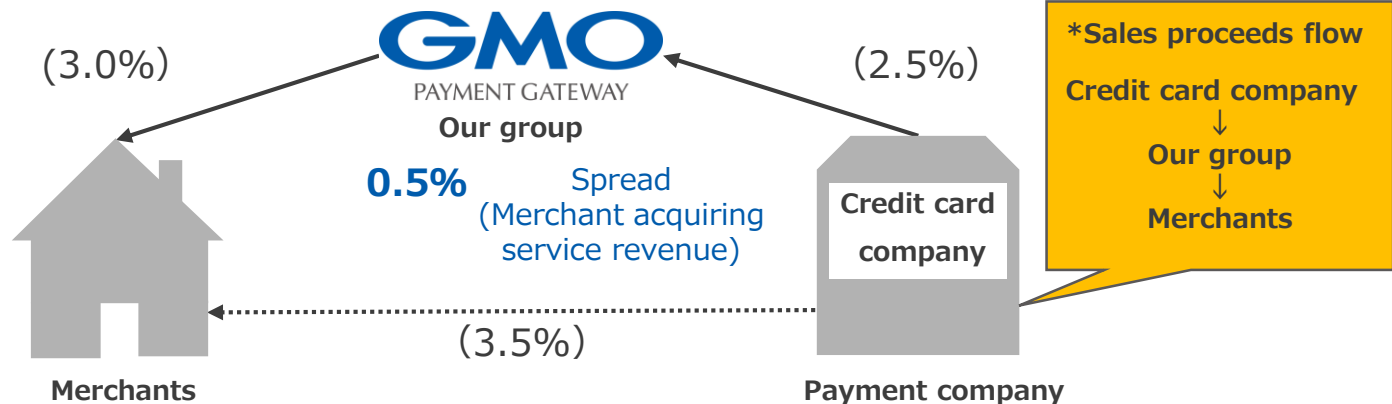 (3.0%)
GMO
PAYMENT GATEWAY
Our group
(2.5%)
0.5%
Spread
(Merchant acquiring
service revenue)
Credit card
company
(3.5%)
Merchants
Payment company
*Sales proceeds flow
Credit card company
↓
Our group
↓
Merchants